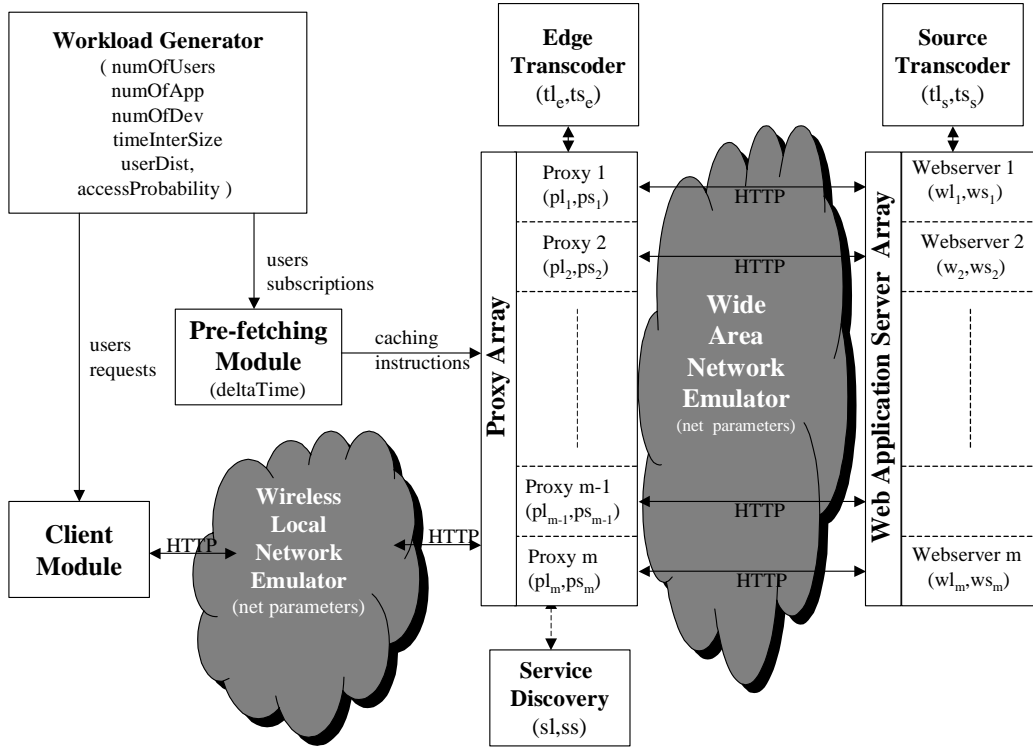 Workload Generator
( numOfUsers
numOfApp
numOfDev
timeInterSize
userDist,
accessProbability )
Edge
Transcoder
(tl_e,ts_e)
Source
Transcoder
(tl_s,ts_s)
users
subscriptions
users
requests
Pre-fetching
Module
(deltaTime)
caching
instructions
Proxy Array
Proxy 1
(pl_1,ps_1)
Proxy 2
(pl_2,ps_2)
Proxy m-1
(pl_m-1,ps_m-1)
Proxy m
(pl_m,ps_m)
HTTP
HTTP
HTTP
HTTP
Wide
Area
Network
Emulator
(net parameters)
Web Application Server Array
Webserver 1
(wl_1,ws_1)
Webserver 2
(w_2,ws_2)
Webserver m
(wl_m,ws_m)
Client
Module
HTTP
Wireless
Local
Network
Emulator
(net parameters)
HTTP
Service
Discovery
(sl,ss)